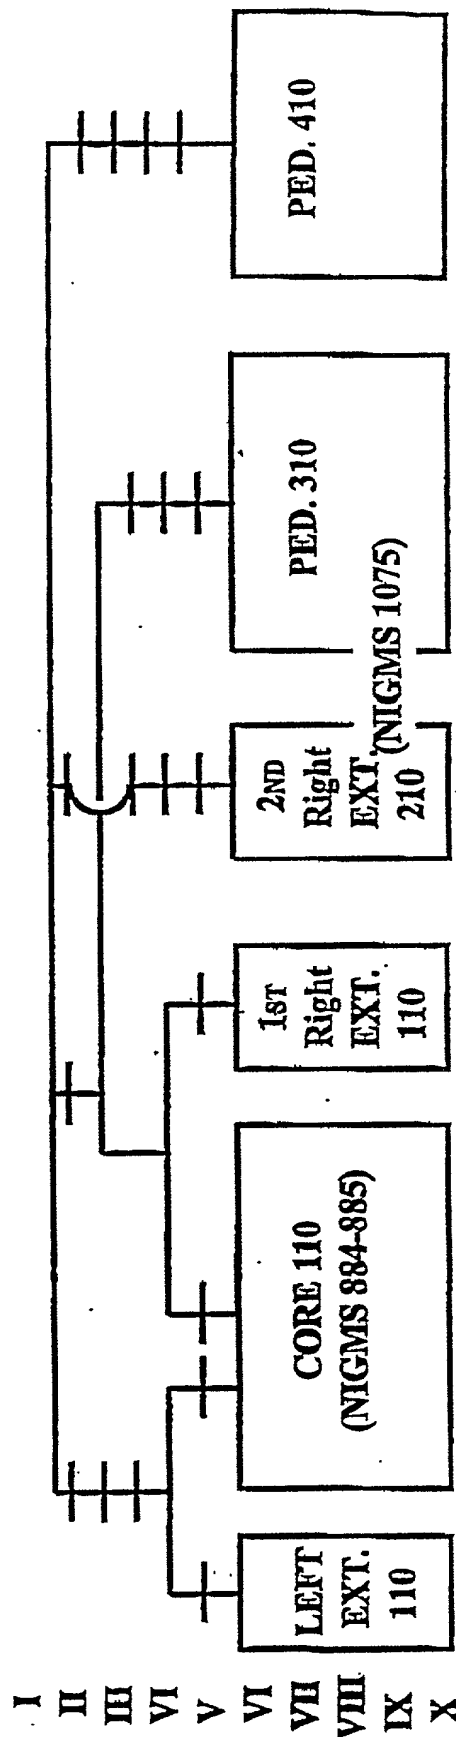 I
II
III
VI
V
VI
VII
VIII
IX
X
LEFT
EXT.
110
CORE 110
(NIGMS 884-885)
1ST
Right
EXT.
110
2ND
Right
EXT.
210
(NIGMS 1075)
PED. 310
PED. 410